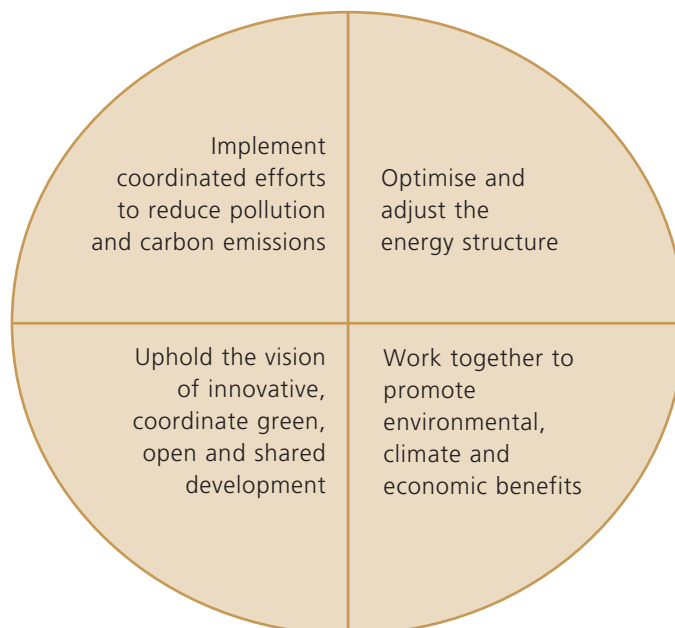 Implement
coordinated efforts
to reduce pollution
and carbon emissions
Optimise and
adjust the
energy structure
Uphold the vision
of innovative,
coordinate green,
open and shared
development
Work together to
promote
environmental,
climate and
economic benefits